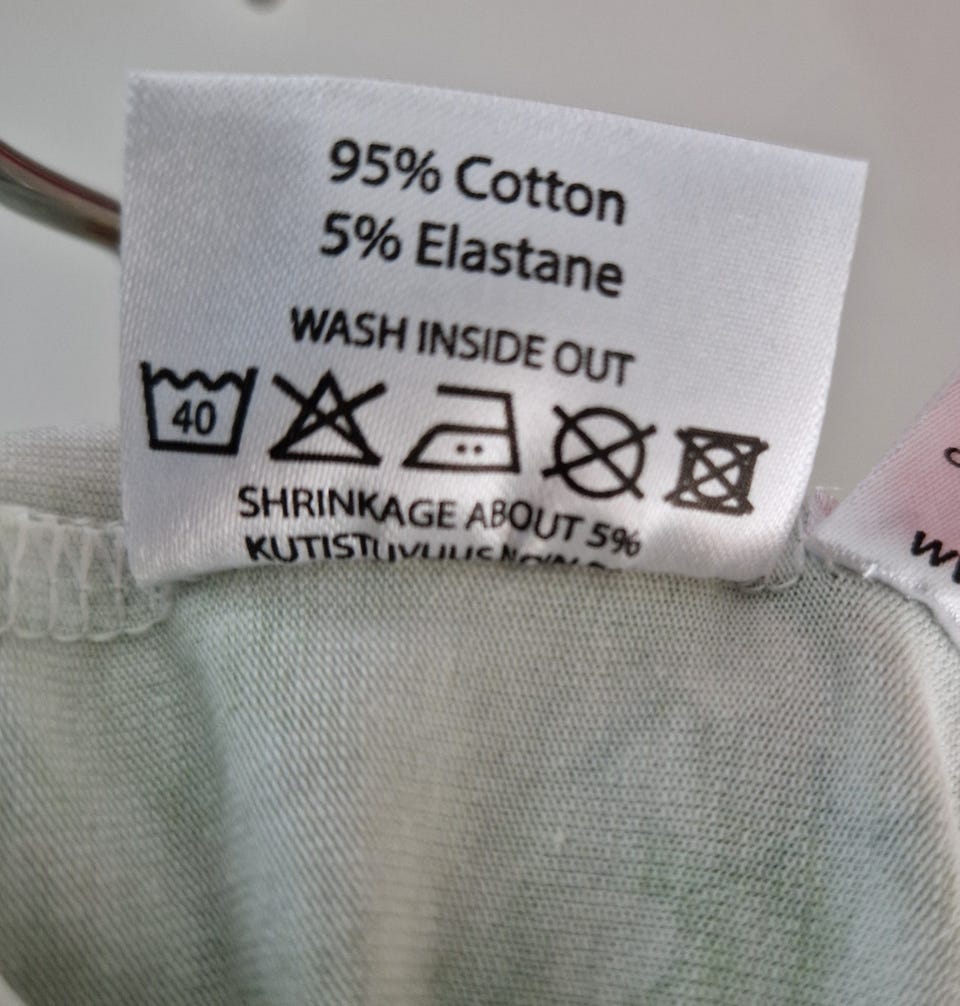 95% Cotton
5% Elastane
WASH INSIDE OUT
40
SHRINKAGE ABOUT 5%